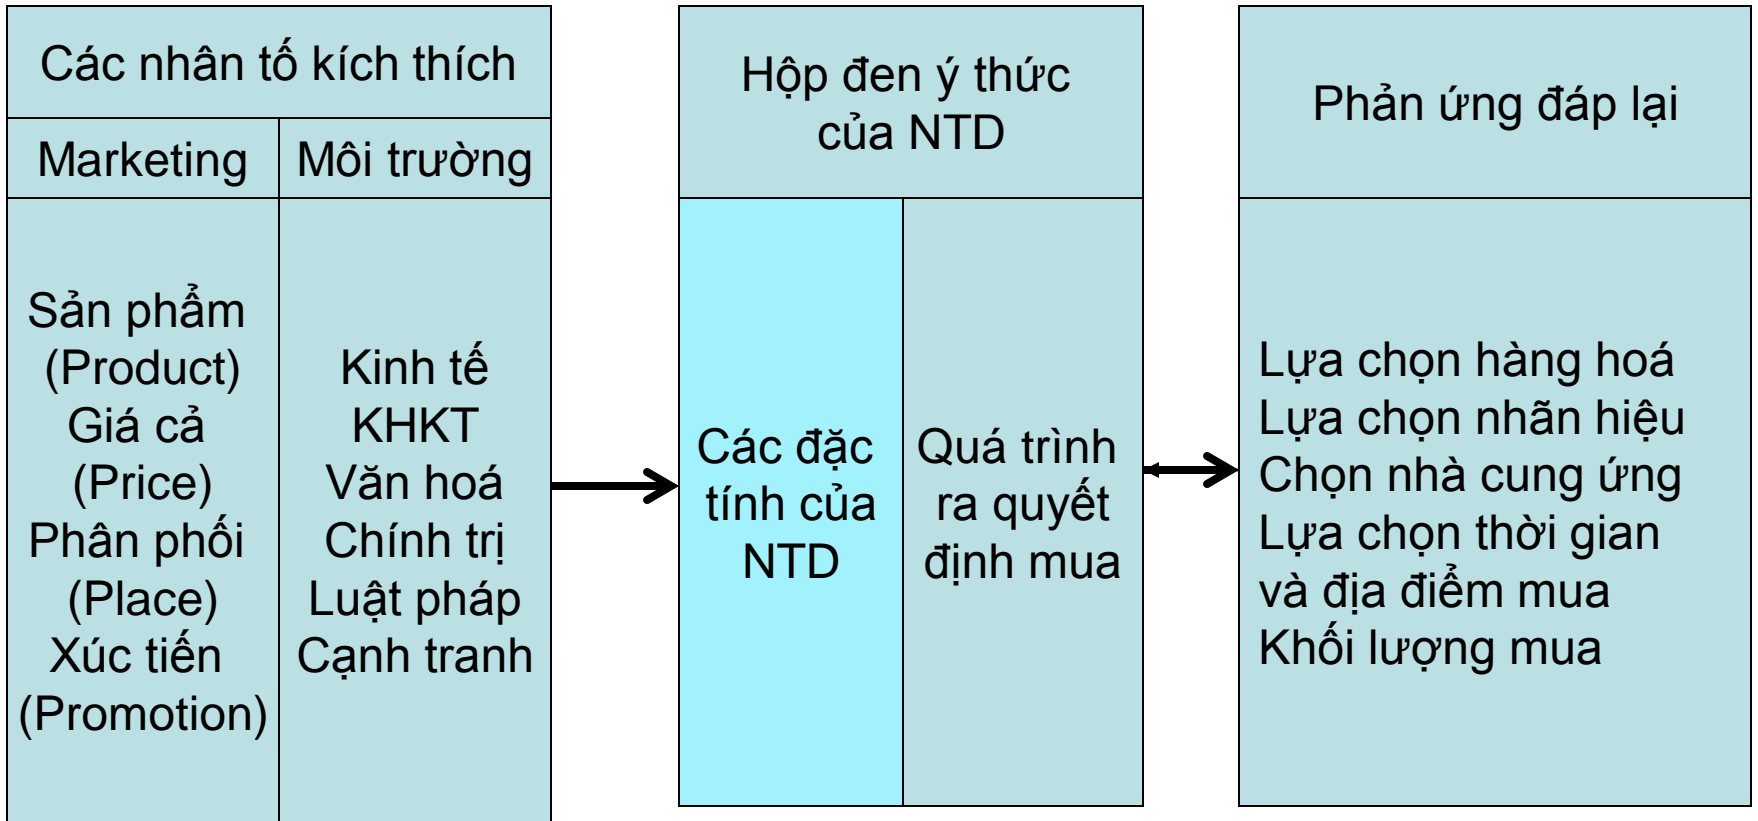 Các nhân tố kích thích
Marketing
Môi trường
Sản phẩm
(Product)
Giá cả
(Price)
Phân phối
(Place)
Xúc tiến
(Promotion)
Kinh tế
KHKT
Văn hoá
Chính trị
Luật pháp
Cạnh tranh
Hộp đen ý thức
của NTD
Các đặc
tính của
NTD
Quá trình
ra quyết
định mua
Phản ứng đáp lại
Lựa chọn hàng hoá
Lựa chọn nhãn hiệu
Chọn nhà cung ứng
Lựa chọn thời gian
và địa điểm mua
Khối lượng mua